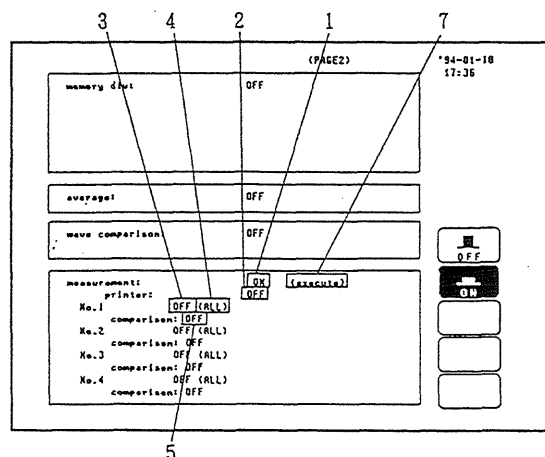 3 4 2 1 7
(PAGE2) '94-01-18
17:36
memory div: OFF
average: OFF
wave comparison: OFF
OFF
ON
measurement: ON (execute)
printer: OFF
No.1 OFF (ALL)
comparison: OFF
No.2 OFF (ALL)
comparison: OFF
No.3 OFF (ALL)
comparison: OFF
No.4 OFF (ALL)
comparison: OFF
5